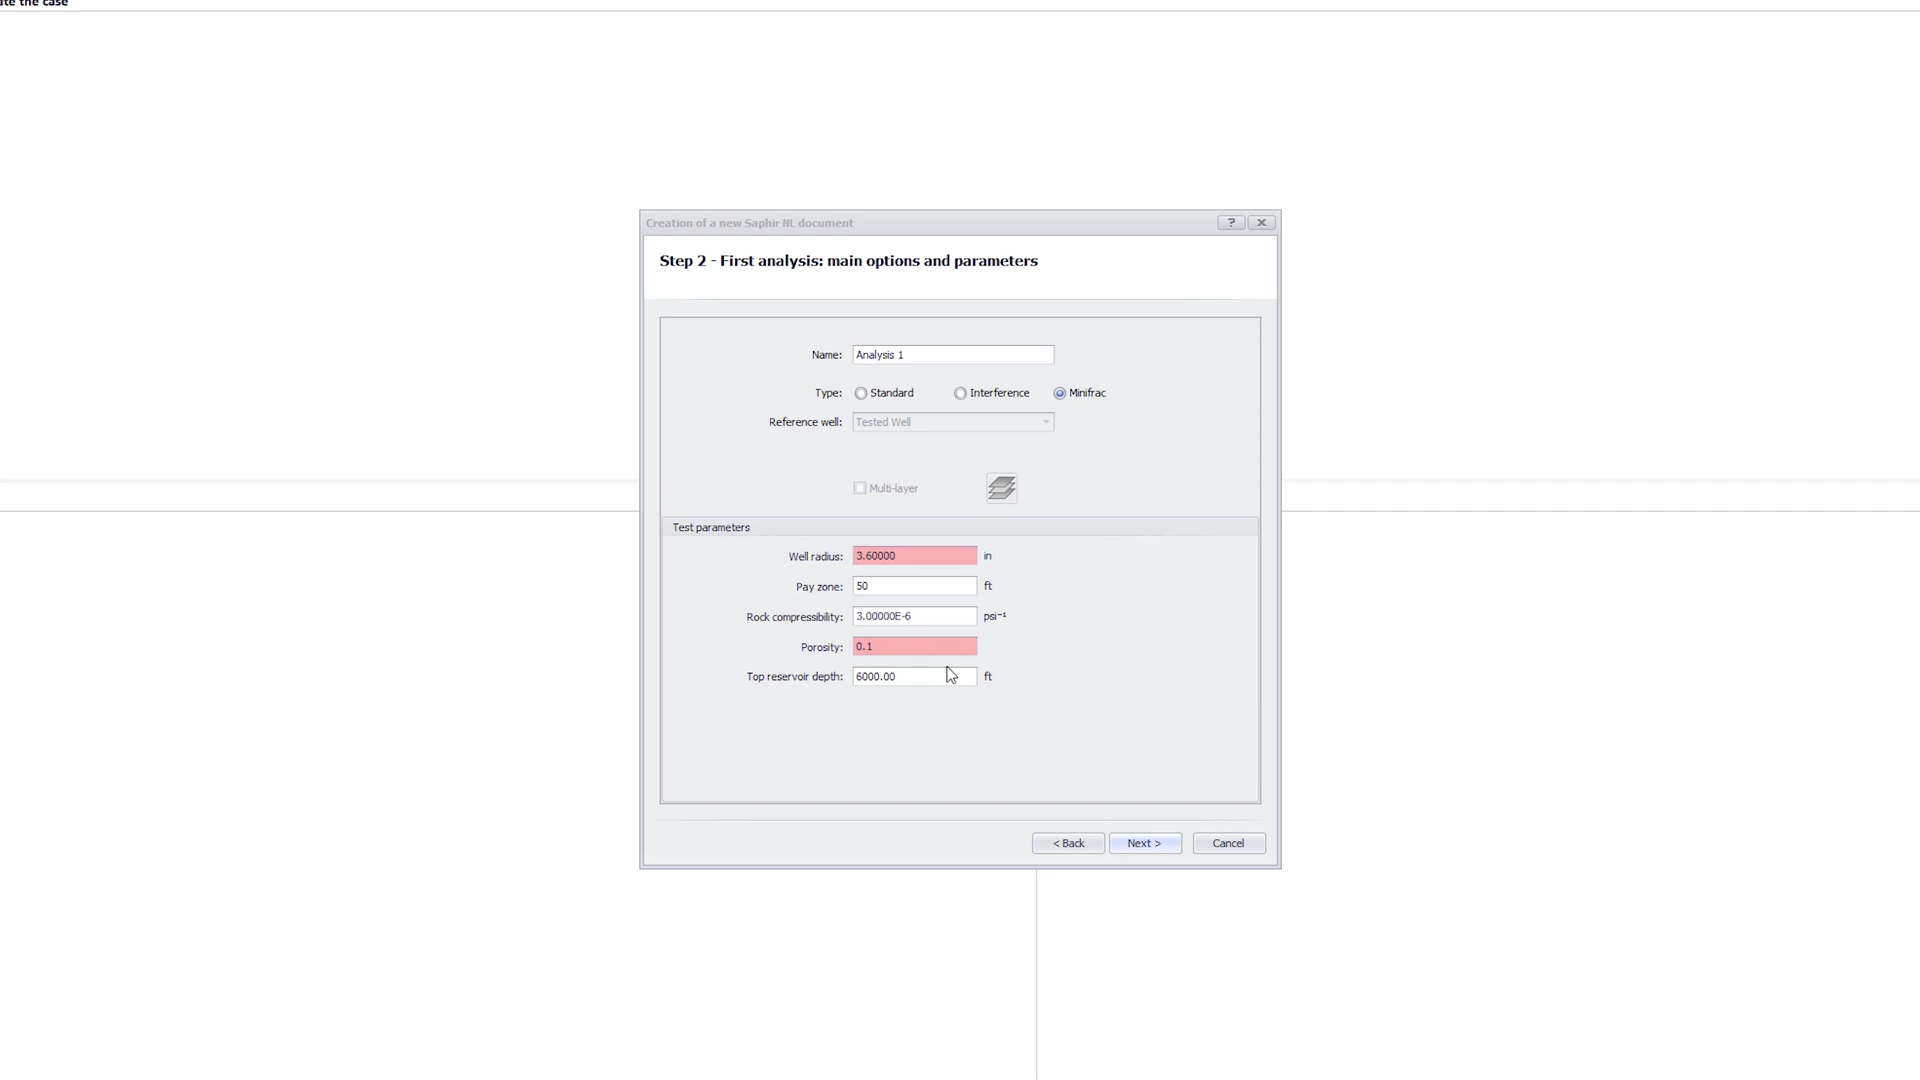 ate the case
Creation of a new Saphir NL document
?
Step 2 - First analysis: main options and parameters
Name: Analysis 1
Type: Standard Interference Minifrac
Reference well: Tested Well
Multi-layer
Test parameters
Well radius: 3.60000 in
Pay zone: 50 ft
Rock compressibility: 3.00000E-6 psi⁻¹
Porosity: 0.1
Top reservoir depth: 6000.00 ft
< Back Next > Cancel